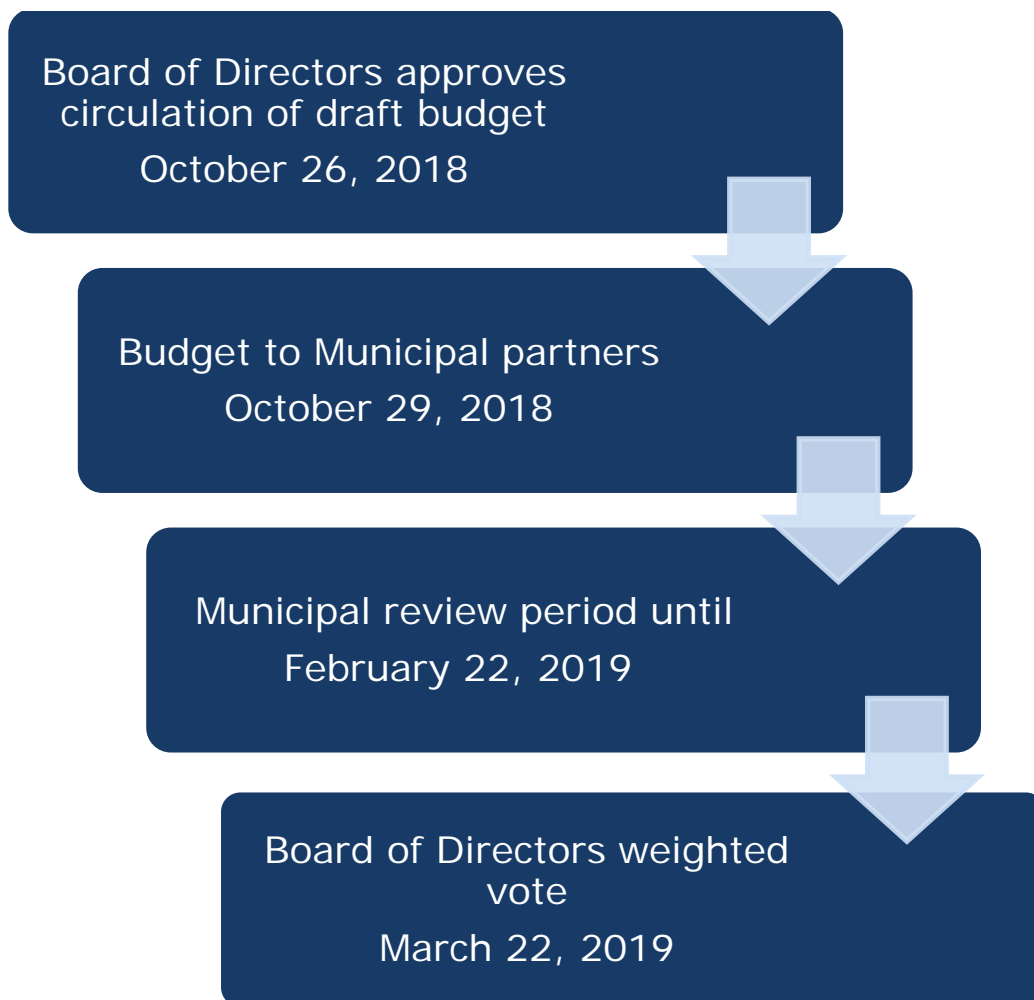 Board of Directors approves
circulation of draft budget
October 26, 2018
Budget to Municipal partners
October 29, 2018
Municipal review period until
February 22, 2019
Board of Directors weighted
vote
March 22, 2019